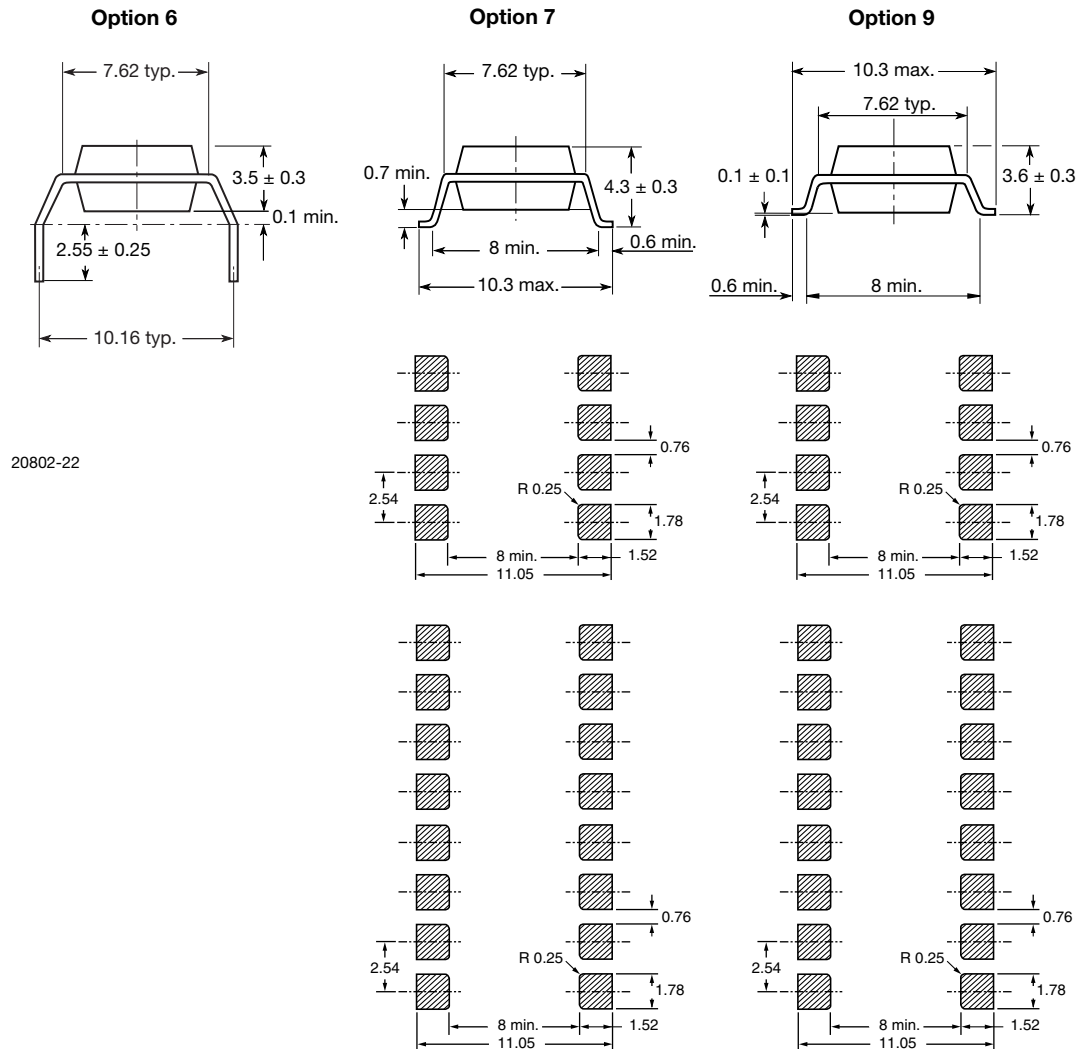 Option 6
7.62 typ.
3.5 ± 0.3
0.1 min.
2.55 ± 0.25
10.16 typ.
Option 7
7.62 typ.
0.7 min.
4.3 ± 0.3
8 min.
0.6 min.
10.3 max.
Option 9
10.3 max.
7.62 typ.
0.1 ± 0.1
3.6 ± 0.3
0.6 min.
8 min.
20802-22
0.76
2.54
R 0.25
1.78
8 min.
1.52
11.05
0.76
2.54
R 0.25
1.78
8 min.
1.52
11.05
0.76
2.54
R 0.25
1.78
8 min.
1.52
11.05
0.76
2.54
R 0.25
1.78
8 min.
1.52
11.05